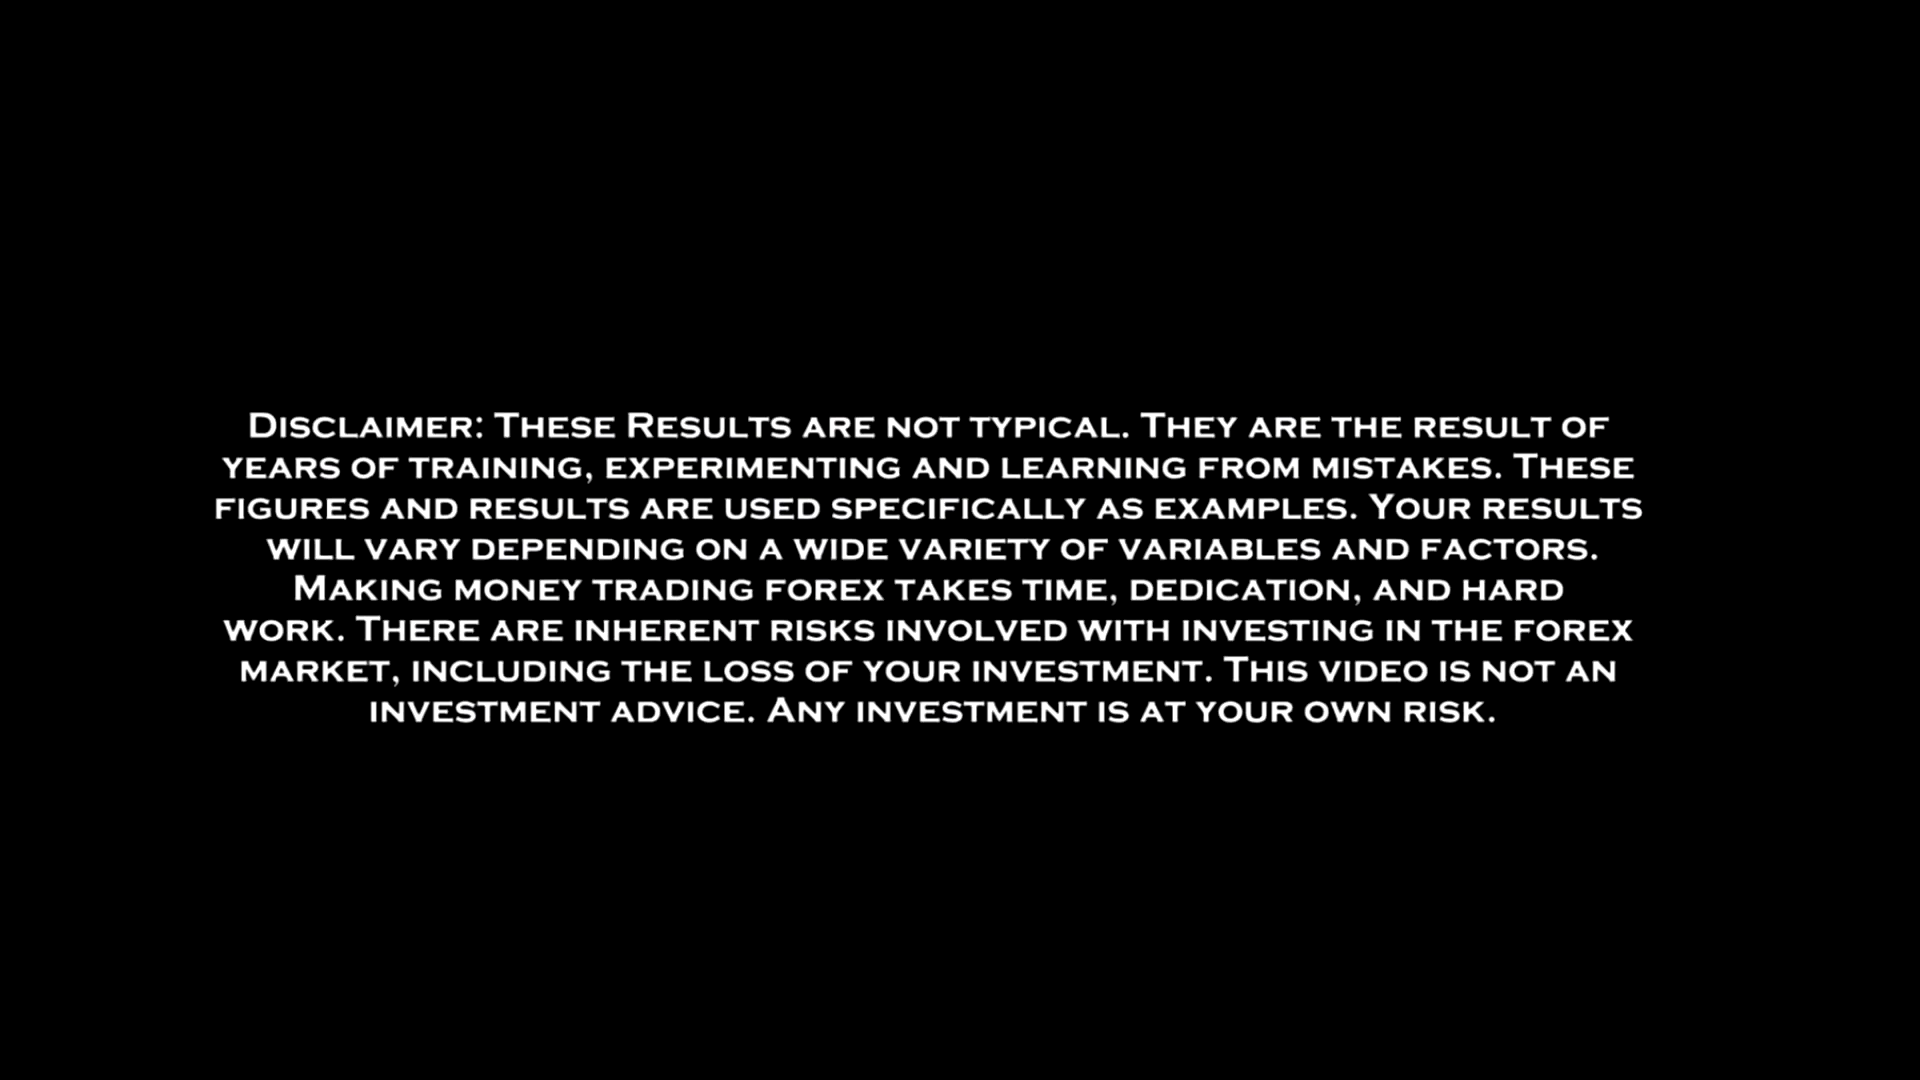 Disclaimer: These Results are not typical. They are the result of
years of training, experimenting and learning from mistakes. These
figures and results are used specifically as examples. Your results
will vary depending on a wide variety of variables and factors.
Making money trading forex takes time, dedication, and hard
work. There are inherent risks involved with investing in the forex
market, including the loss of your investment. This video is not an
investment advice. Any investment is at your own risk.